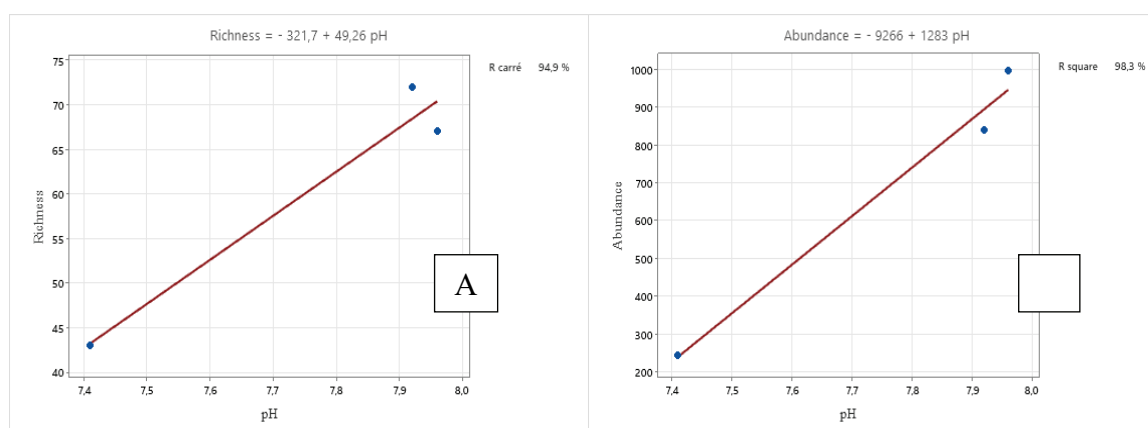 Richness = - 321,7 + 49,26 pH
R carré 94,9 %
75
70
65
60
55
50
45
40
Richness
7,4 7,5 7,6 7,7 7,8 7,9 8,0
pH
A
Abundance = - 9266 + 1283 pH
R square 98,3 %
1000
900
800
700
600
500
400
300
200
Abundance
7,4 7,5 7,6 7,7 7,8 7,9 8,0
pH